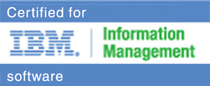 Certified for
IBM. Information
Management
software